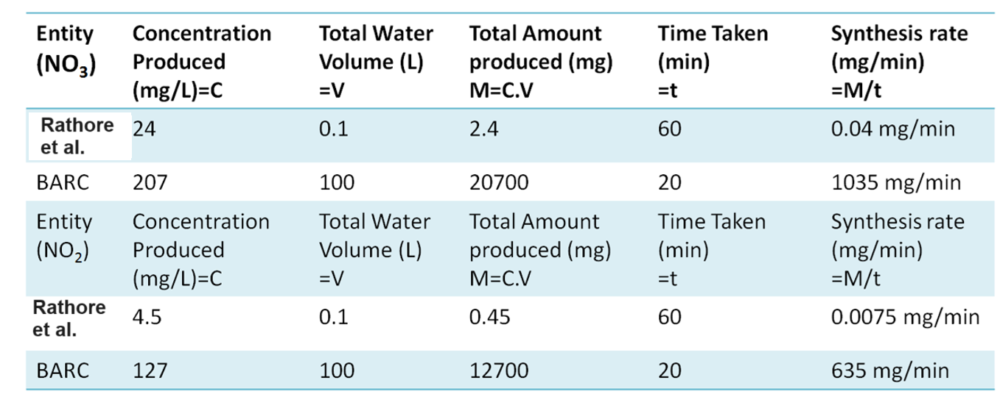 Entity (NO₃) Concentration Produced (mg/L)=C Total Water Volume (L) =V Total Amount produced (mg) M=C.V Time Taken (min) =t Synthesis rate (mg/min) =M/t
Rathore et al. 24 0.1 2.4 60 0.04 mg/min
BARC 207 100 20700 20 1035 mg/min
Entity (NO₂) Concentration Produced (mg/L)=C Total Water Volume (L) =V Total Amount produced (mg) M=C.V Time Taken (min) =t Synthesis rate (mg/min) =M/t
Rathore et al. 4.5 0.1 0.45 60 0.0075 mg/min
BARC 127 100 12700 20 635 mg/min